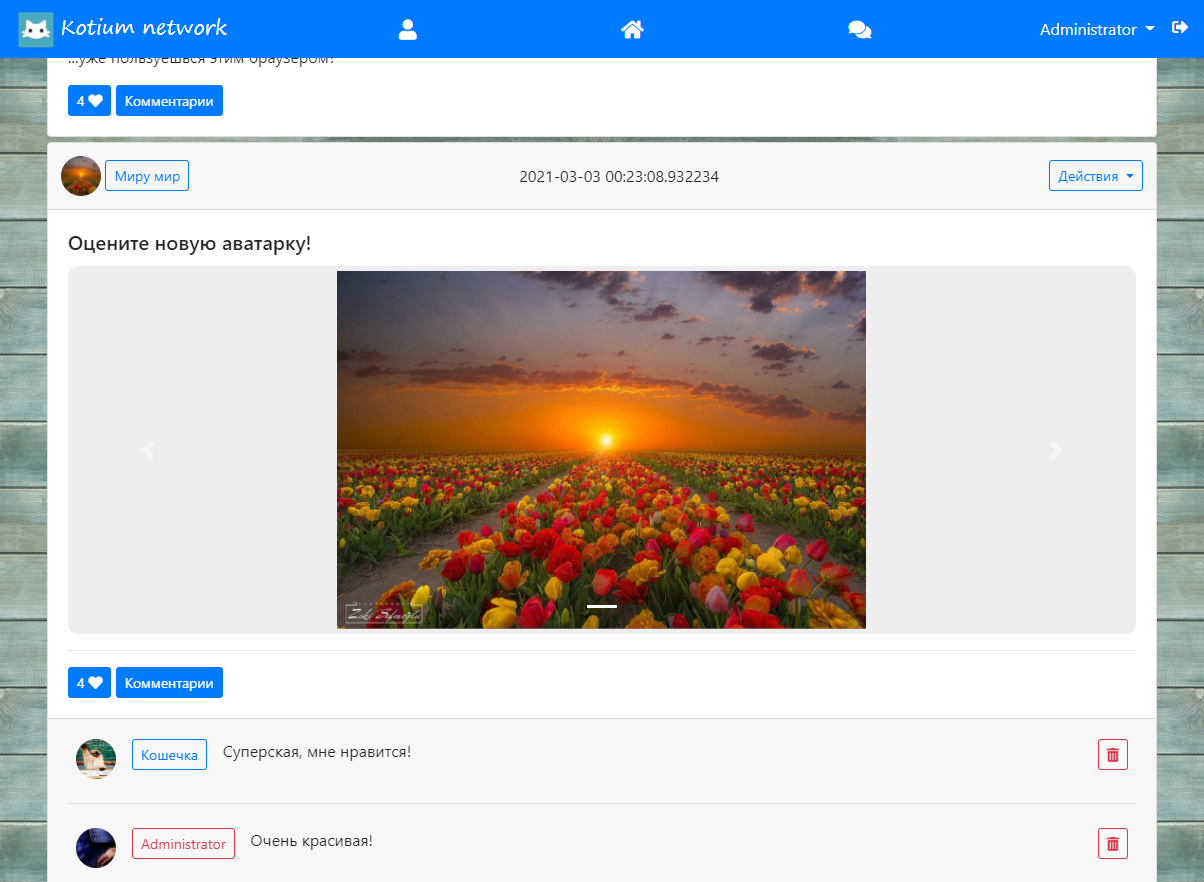 Kotium network
Administrator
...уже пользуешься этим браузером?
4
Комментарии
Миру мир
2021-03-03 00:23:08.932234
Действия
Оцените новую аватарку!
4
Комментарии
Кошечка
Суперская, мне нравится!
Administrator
Очень красивая!